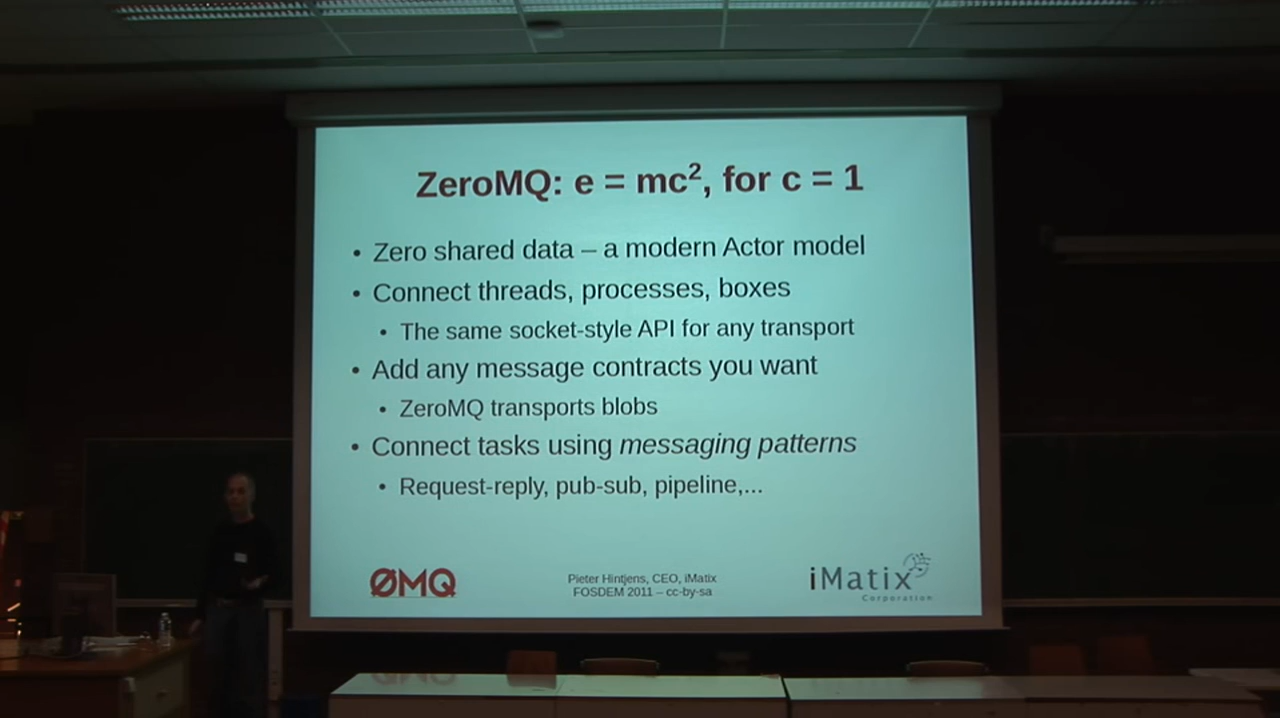 ZeroMQ: e = mc², for c = 1
• Zero shared data – a modern Actor model
• Connect threads, processes, boxes
• The same socket-style API for any transport
• Add any message contracts you want
• ZeroMQ transports blobs
• Connect tasks using messaging patterns
• Request-reply, pub-sub, pipeline,...
ØMQ
Pieter Hintjens, CEO, iMatix
FOSDEM 2011 – cc-by-sa
iMatix
Corporation